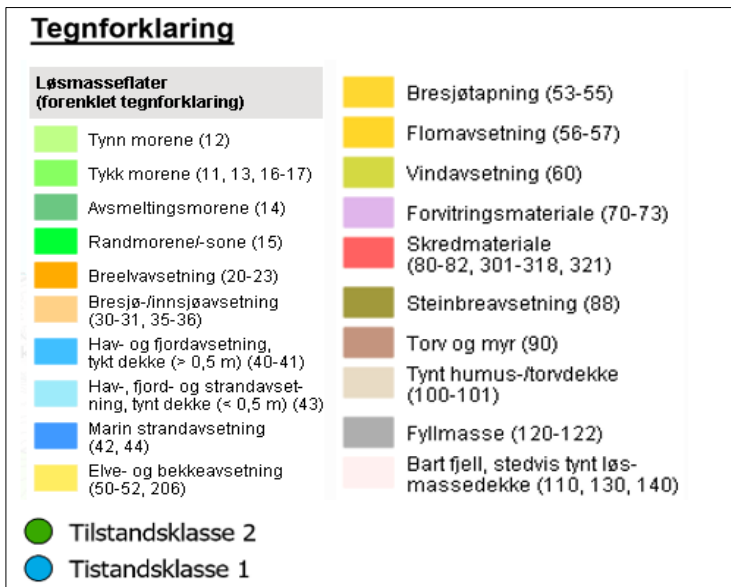 Tegnforklaring
Løsmasseflater
(forenklet tegnforklaring)
Tynn morene (12)
Tykk morene (11, 13, 16-17)
Avsmeltingsmorene (14)
Randmorene/-sone (15)
Breelvavsetning (20-23)
Bresjø-/innsjøavsetning
(30-31, 35-36)
Hav- og fjordavsetning,
tykt dekke (> 0,5 m) (40-41)
Hav-, fjord- og strandavset-
ning, tynt dekke (< 0,5 m) (43)
Marin strandavsetning
(42, 44)
Elve- og bekkeavsetning
(50-52, 206)
Bresjøtapning (53-55)
Flomavsetning (56-57)
Vindavsetning (60)
Forvitringsmateriale (70-73)
Skredmateriale
(80-82, 301-318, 321)
Steinbreavsetning (88)
Torv og myr (90)
Tynt humus-/torvdekke
(100-101)
Fyllmasse (120-122)
Bart fjell, stedvis tynt løs-
massedekke (110, 130, 140)
Tilstandsklasse 2
Tistandsklasse 1